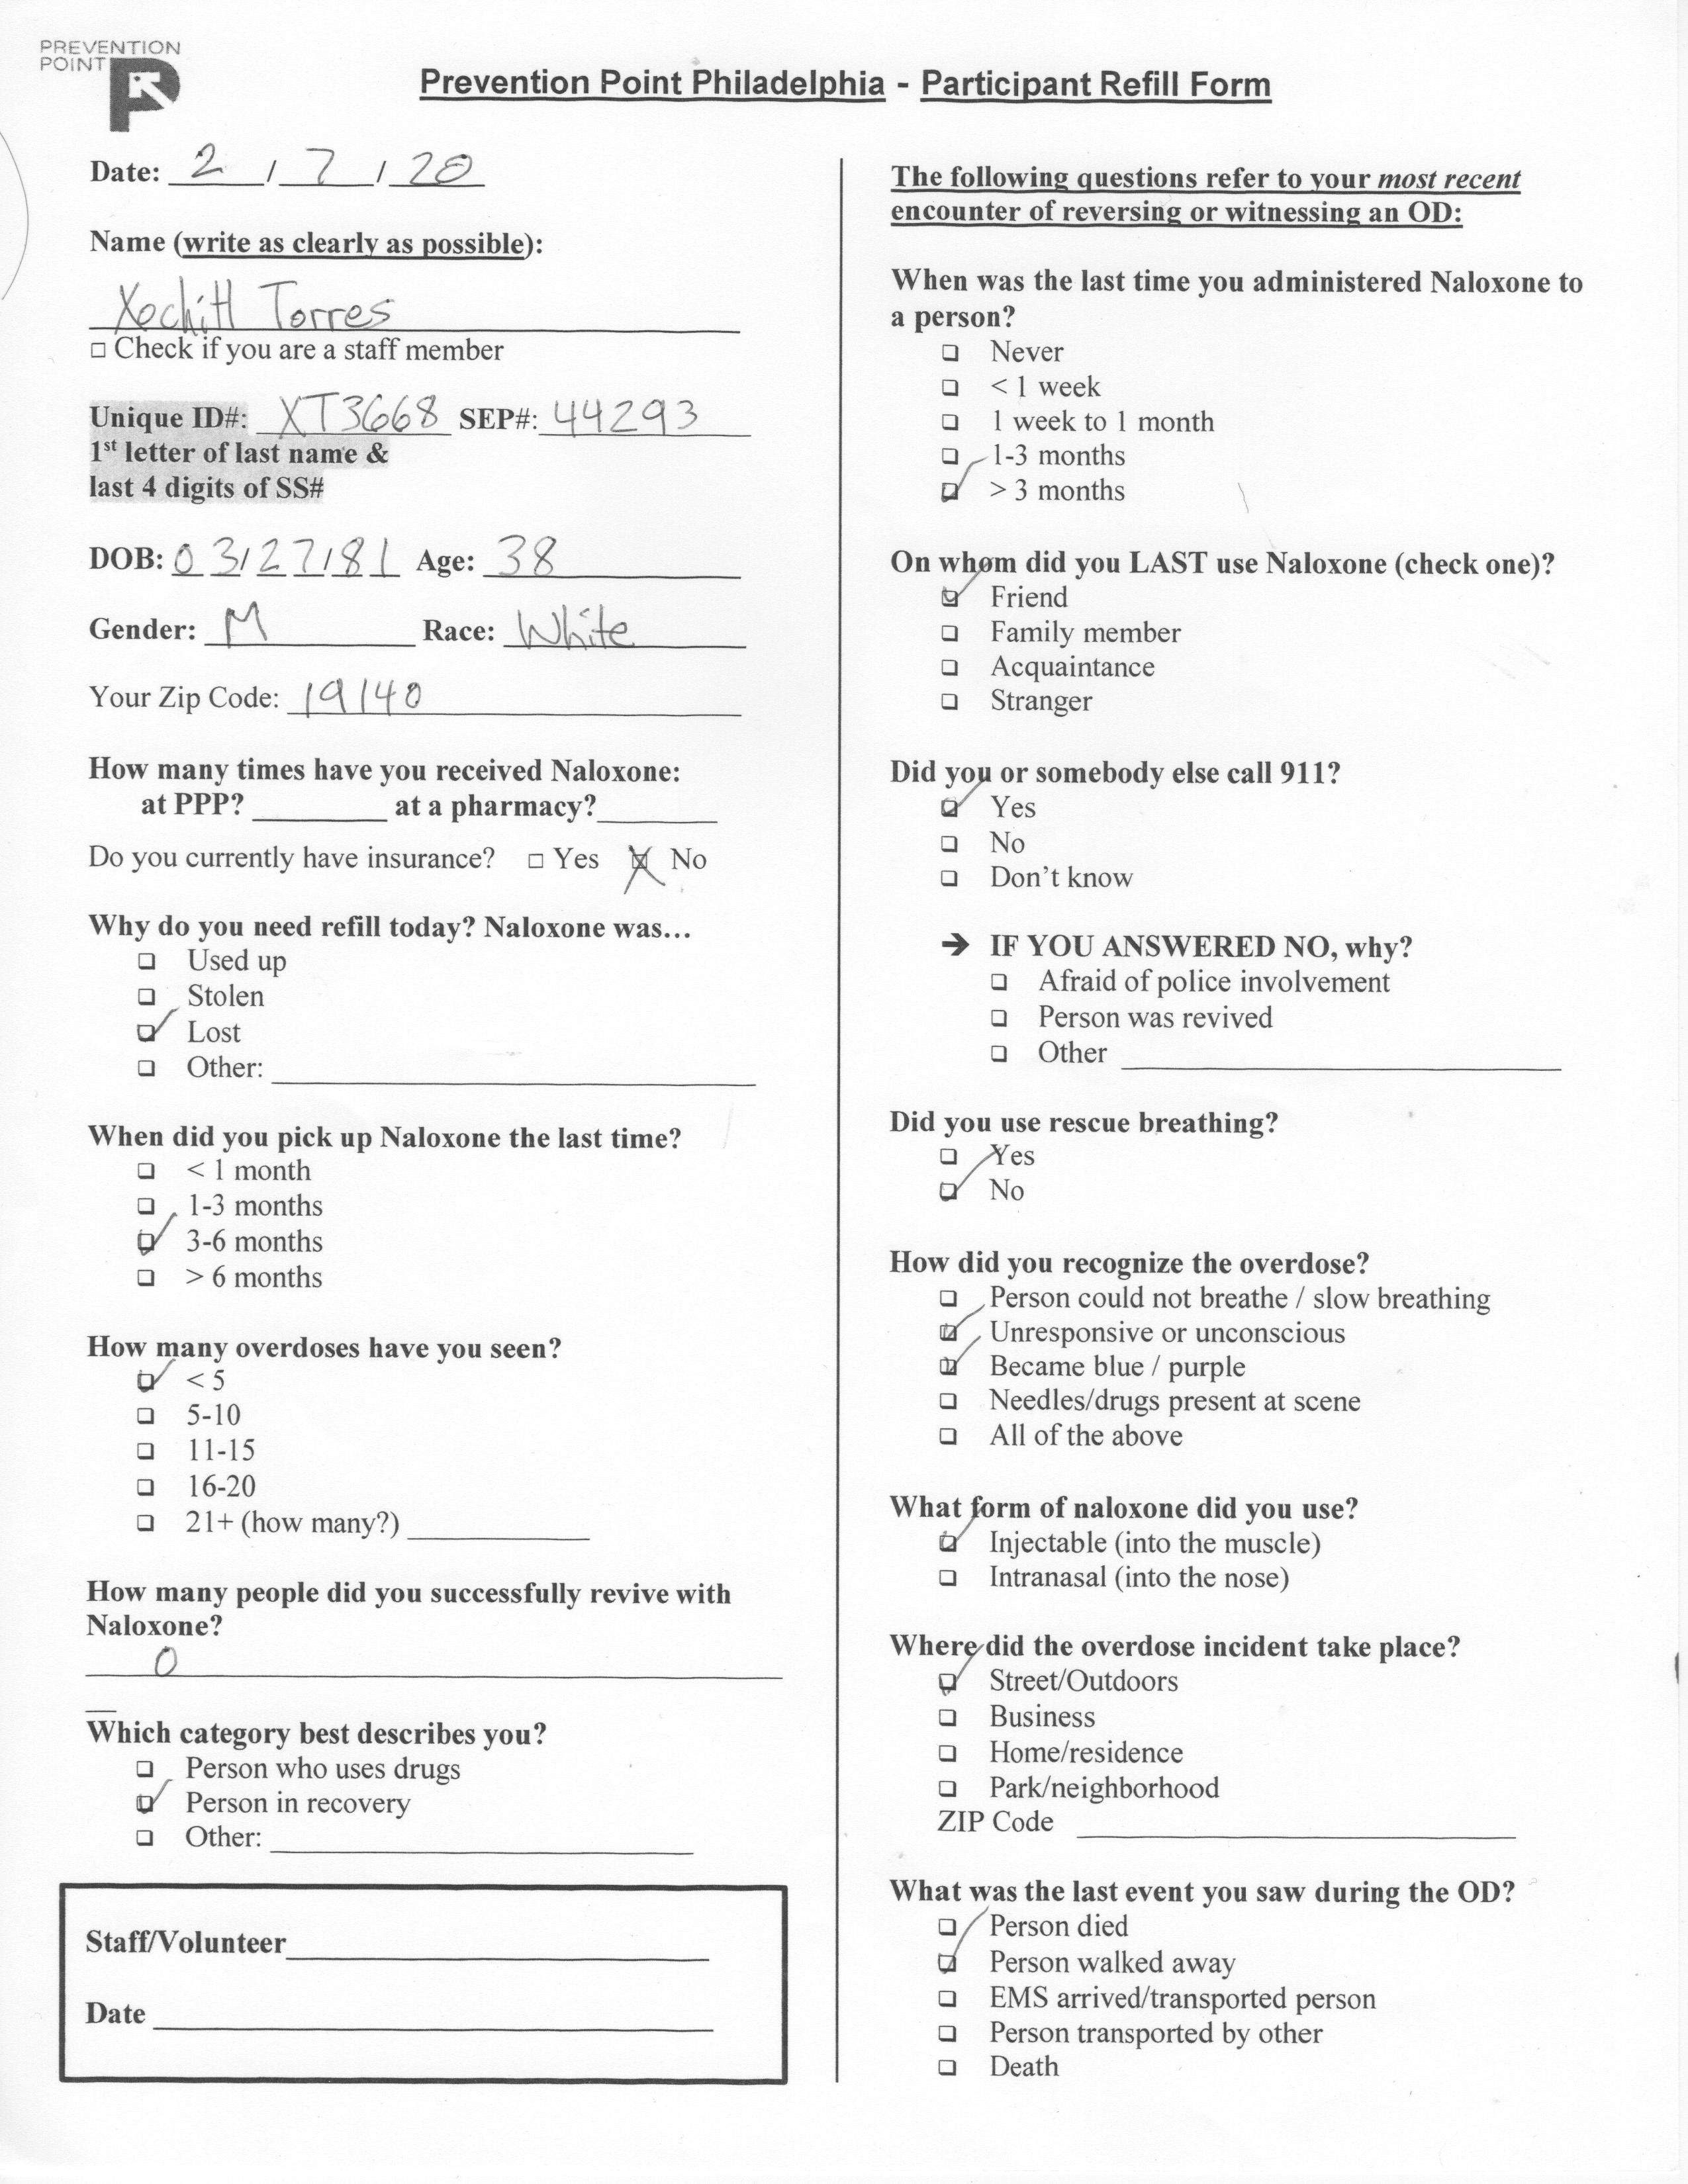 PREVENTION
POINT
Prevention Point Philadelphia - Participant Refill Form
Date: 2 / 7 / 20
Name (write as clearly as possible):
Xochitl Torres
□ Check if you are a staff member
Unique ID#: XT3668 SEP#: 44293
1st letter of last name &
last 4 digits of SS#
DOB: 03/27/81 Age: 38
Gender: M Race: White
Your Zip Code: 19140
How many times have you received Naloxone:
at PPP? ________ at a pharmacy? ________
Do you currently have insurance? □ Yes ☒ No
Why do you need refill today? Naloxone was...
❑ Used up
❑ Stolen
☑ Lost
❑ Other: ________
When did you pick up Naloxone the last time?
❑ < 1 month
❑ 1-3 months
☑ 3-6 months
❑ > 6 months
How many overdoses have you seen?
☑ < 5
❑ 5-10
❑ 11-15
❑ 16-20
❑ 21+ (how many?) ________
How many people did you successfully revive with
Naloxone?
0
Which category best describes you?
❑ Person who uses drugs
☑ Person in recovery
❑ Other: ________
Staff/Volunteer ________
Date ________
The following questions refer to your most recent
encounter of reversing or witnessing an OD:
When was the last time you administered Naloxone to
a person?
❑ Never
❑ < 1 week
❑ 1 week to 1 month
❑ 1-3 months
☑ > 3 months
On whom did you LAST use Naloxone (check one)?
☑ Friend
❑ Family member
❑ Acquaintance
❑ Stranger
Did you or somebody else call 911?
☑ Yes
❑ No
❑ Don't know
➔ IF YOU ANSWERED NO, why?
❑ Afraid of police involvement
❑ Person was revived
❑ Other ________
Did you use rescue breathing?
❑ Yes
☑ No
How did you recognize the overdose?
❑ Person could not breathe / slow breathing
☑ Unresponsive or unconscious
☑ Became blue / purple
❑ Needles/drugs present at scene
❑ All of the above
What form of naloxone did you use?
☑ Injectable (into the muscle)
❑ Intranasal (into the nose)
Where did the overdose incident take place?
☑ Street/Outdoors
❑ Business
❑ Home/residence
❑ Park/neighborhood
ZIP Code ________
What was the last event you saw during the OD?
❑ Person died
☑ Person walked away
❑ EMS arrived/transported person
❑ Person transported by other
❑ Death